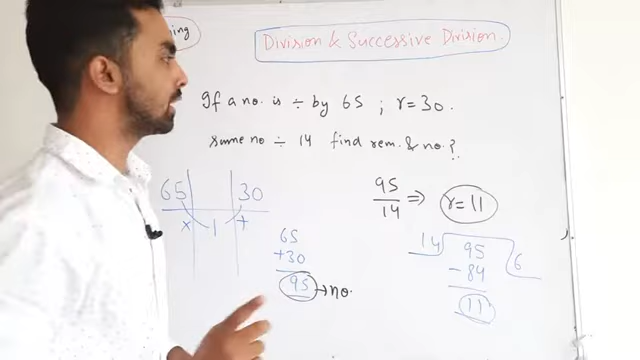 ing
Division & Successive Division.
If a no. is ÷ by 65 ; r = 30.
same no ÷ 14 find rem. & no.?
65 30
x 1 +
65
+30
95 → no.
95/14 ⇒ r = 11
14 95 6
- 84
11